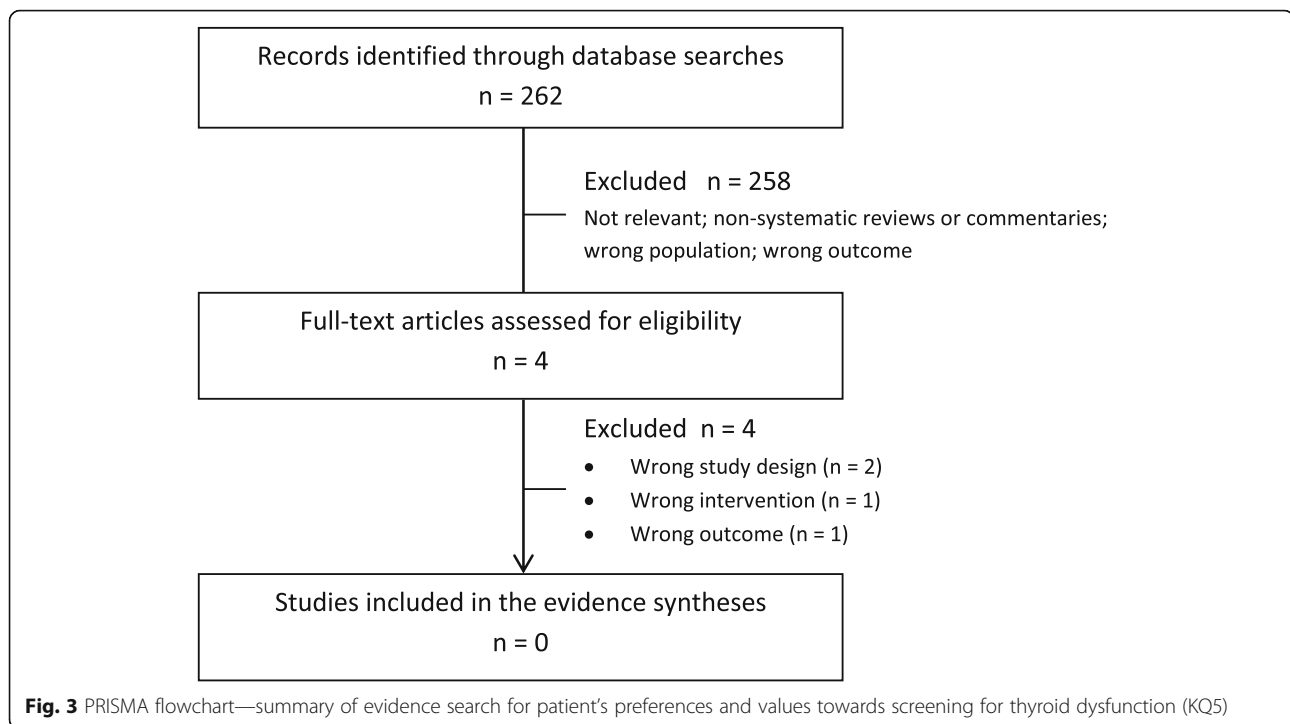 Records identified through database searches
n = 262
Excluded n = 258
Not relevant; non-systematic reviews or commentaries;
wrong population; wrong outcome
Full-text articles assessed for eligibility
n = 4
Excluded n = 4
• Wrong study design (n = 2)
• Wrong intervention (n = 1)
• Wrong outcome (n = 1)
Studies included in the evidence syntheses
n = 0
Fig. 3 PRISMA flowchart—summary of evidence search for patient's preferences and values towards screening for thyroid dysfunction (KQ5)